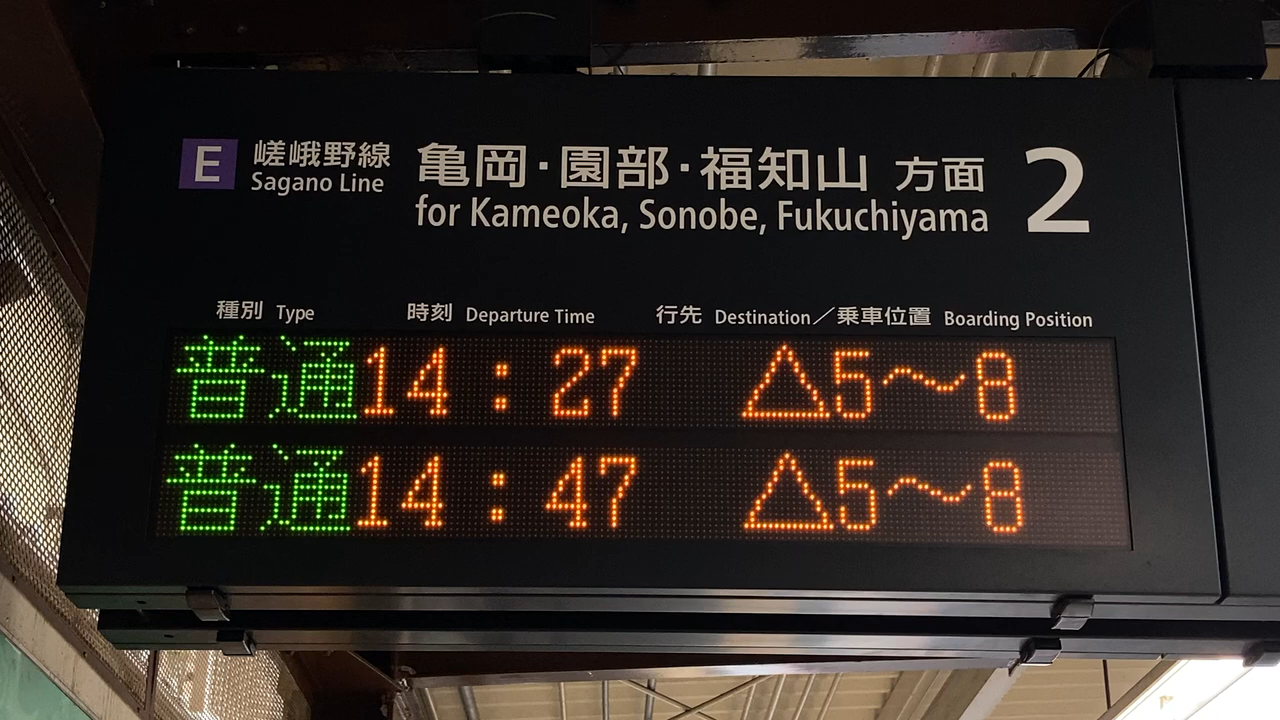 E 嵯峨野線 亀岡・園部・福知山 方面 2
Sagano Line for Kameoka, Sonobe, Fukuchiyama
種別 Type 時刻 Departure Time 行先 Destination／乗車位置 Boarding Position
普通 14：27 △5〜8
普通 14：47 △5〜8